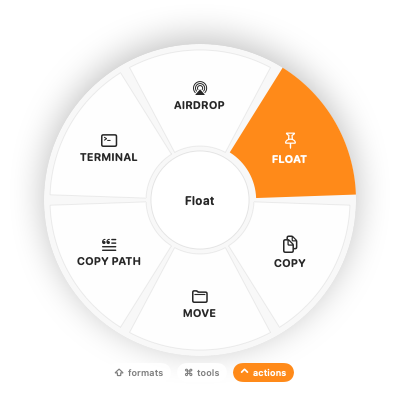 AIRDROP
TERMINAL
FLOAT
Float
COPY PATH
COPY
MOVE
⇧ formats
⌘ tools
⌃ actions